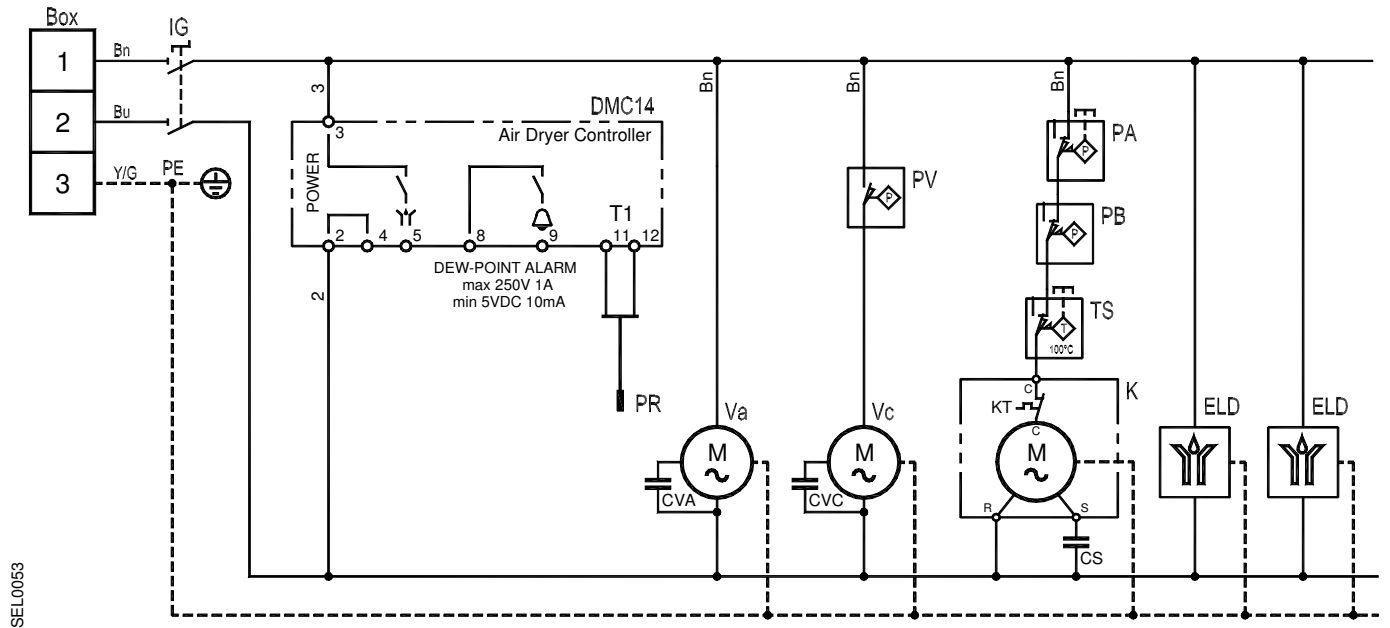 Box
IG
1
Bn
2
Bu
3
Y/G
PE
3
DMC14
3
Air Dryer Controller
POWER
T1
2
4
5
8
9
11
12
DEW-POINT ALARM
max 250V 1A
min 5VDC 10mA
2
PR
Bn
Va
M
CVA
Bn
PV
P
Vc
M
CVC
Bn
PA
P
PB
P
TS
T
100°C
C
K
KT
C
M
R
S
CS
ELD
ELD
SEL0053